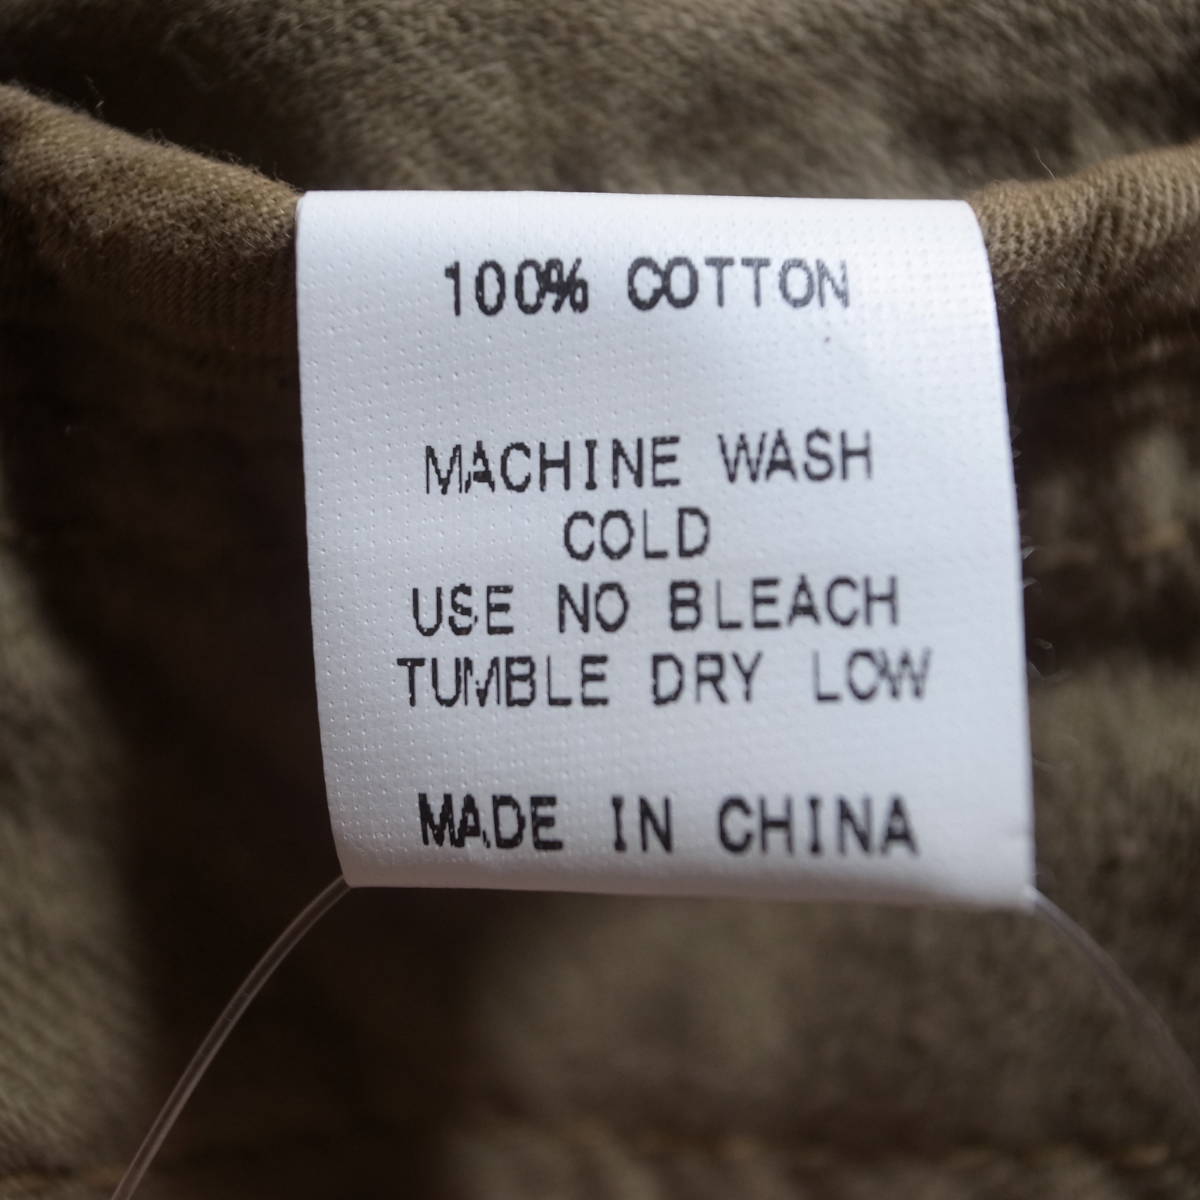 100% COTTON
MACHINE WASH
COLD
USE NO BLEACH
TUMBLE DRY LOW
MADE IN CHINA